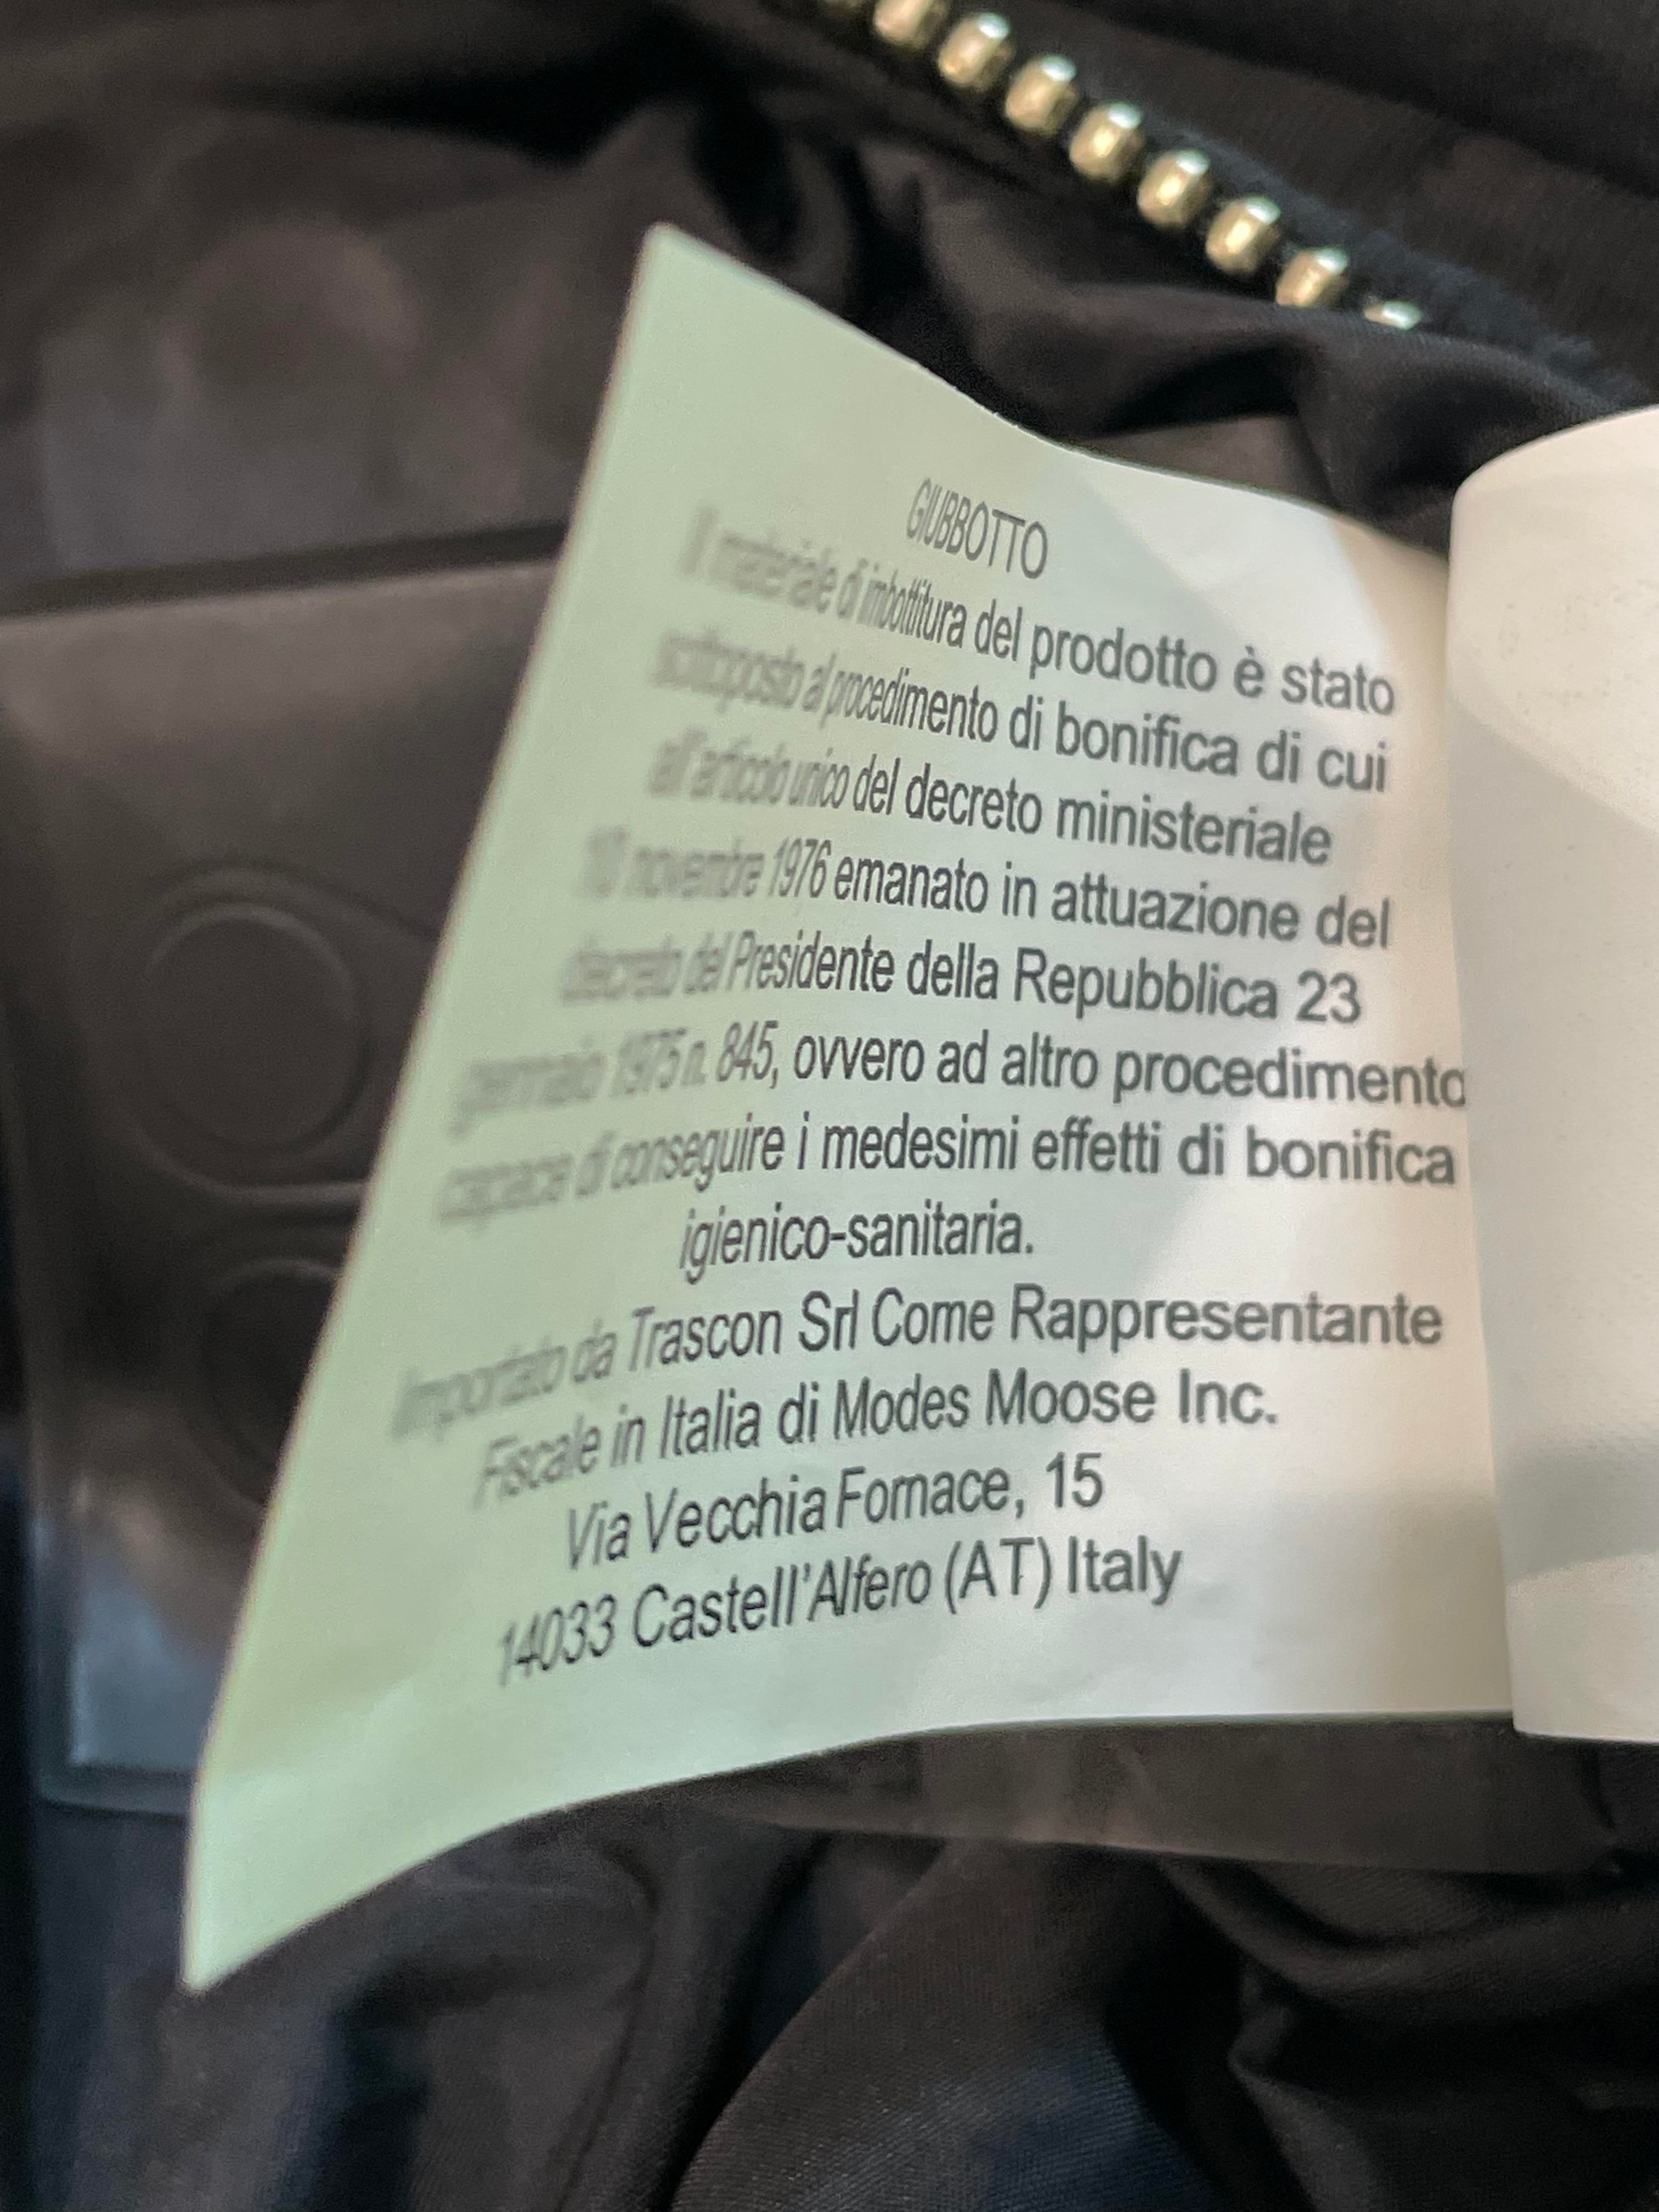 GIUBBOTTO
Il materiale di imbottitura del prodotto è stato
sottoposto al procedimento di bonifica di cui
all'articolo unico del decreto ministeriale
10 novembre 1976 emanato in attuazione del
decreto del Presidente della Repubblica 23
gennaio 1975 n. 845, ovvero ad altro procedimento
capace di conseguire i medesimi effetti di bonifica
igienico-sanitaria.
Importato da Trascon Srl Come Rappresentante
Fiscale in Italia di Modes Moose Inc.
Via Vecchia Fornace, 15
14033 Castell'Alfero (AT) Italy